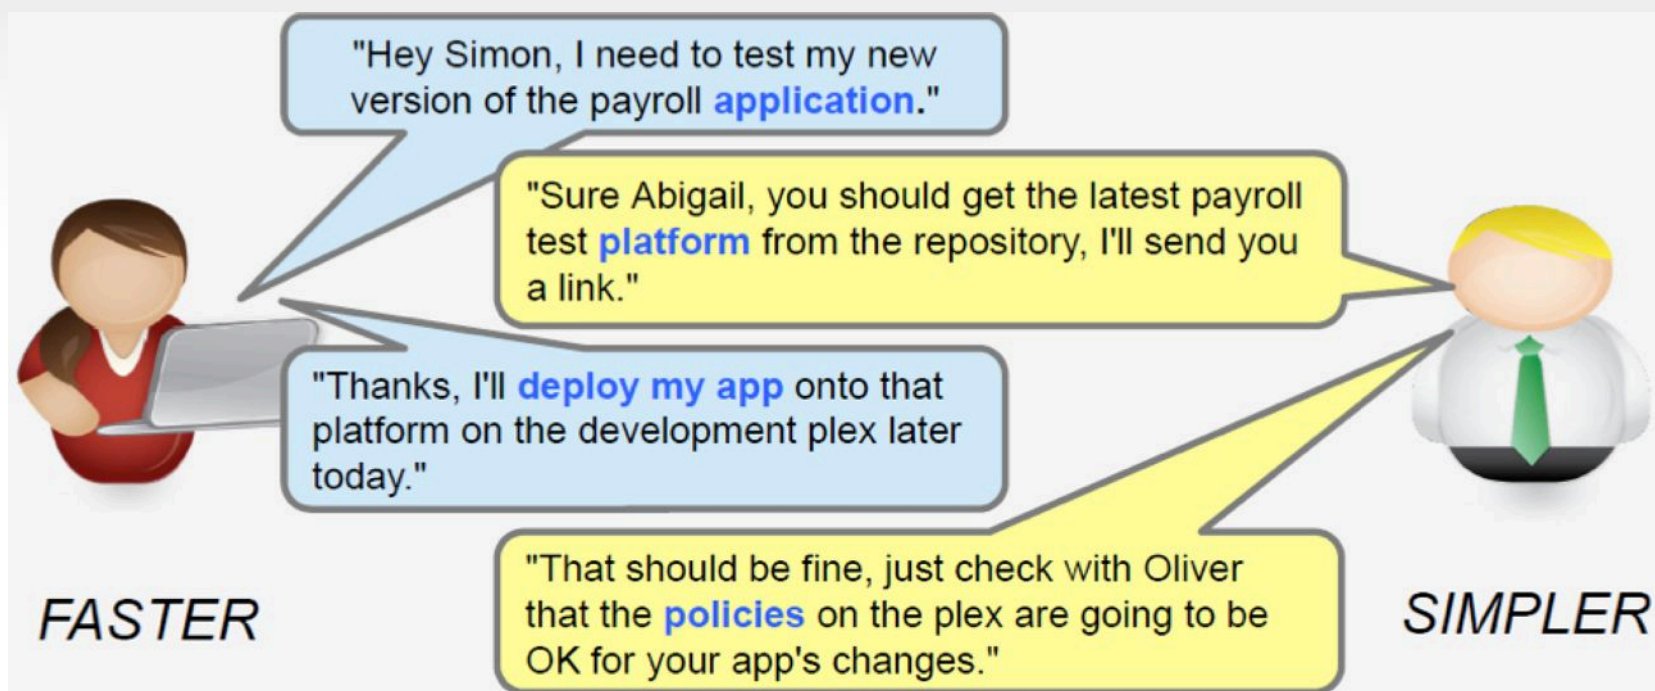 "Hey Simon, I need to test my new
version of the payroll application."
"Sure Abigail, you should get the latest payroll
test platform from the repository, I'll send you
a link."
"Thanks, I'll deploy my app onto that
platform on the development plex later
today."
"That should be fine, just check with Oliver
that the policies on the plex are going to be
OK for your app's changes."
FASTER
SIMPLER